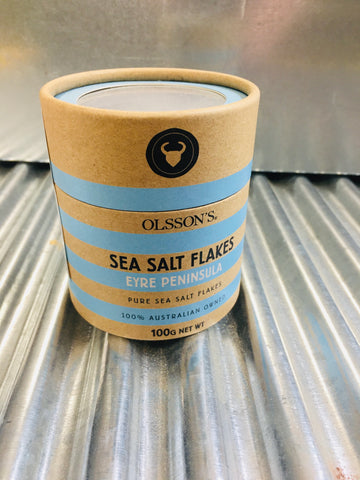 OLSSON'S
SEA SALT FLAKES
EYRE PENINSULA
PURE SEA SALT FLAKES
100% AUSTRALIAN OWNED
100G NET WT